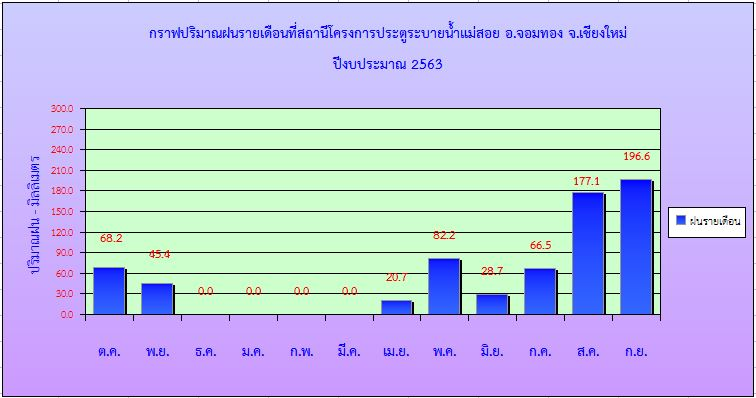 กราฟปริมาณฝนรายเดือนที่สถานีโครงการประตูระบายน้ำแม่สอย อ.จอมทอง จ.เชียงใหม่
ปีงบประมาณ 2563
ปริมาณฝน - มิลลิเมตร
300.0
270.0
240.0
210.0
180.0
150.0
120.0
90.0
60.0
30.0
0.0
68.2 45.4 0.0 0.0 0.0 0.0 20.7 82.2 28.7 66.5 177.1 196.6
ต.ค. พ.ย. ธ.ค. ม.ค. ก.พ. มี.ค. เม.ย. พ.ค. มิ.ย. ก.ค. ส.ค. ก.ย.
ฝนรายเดือน